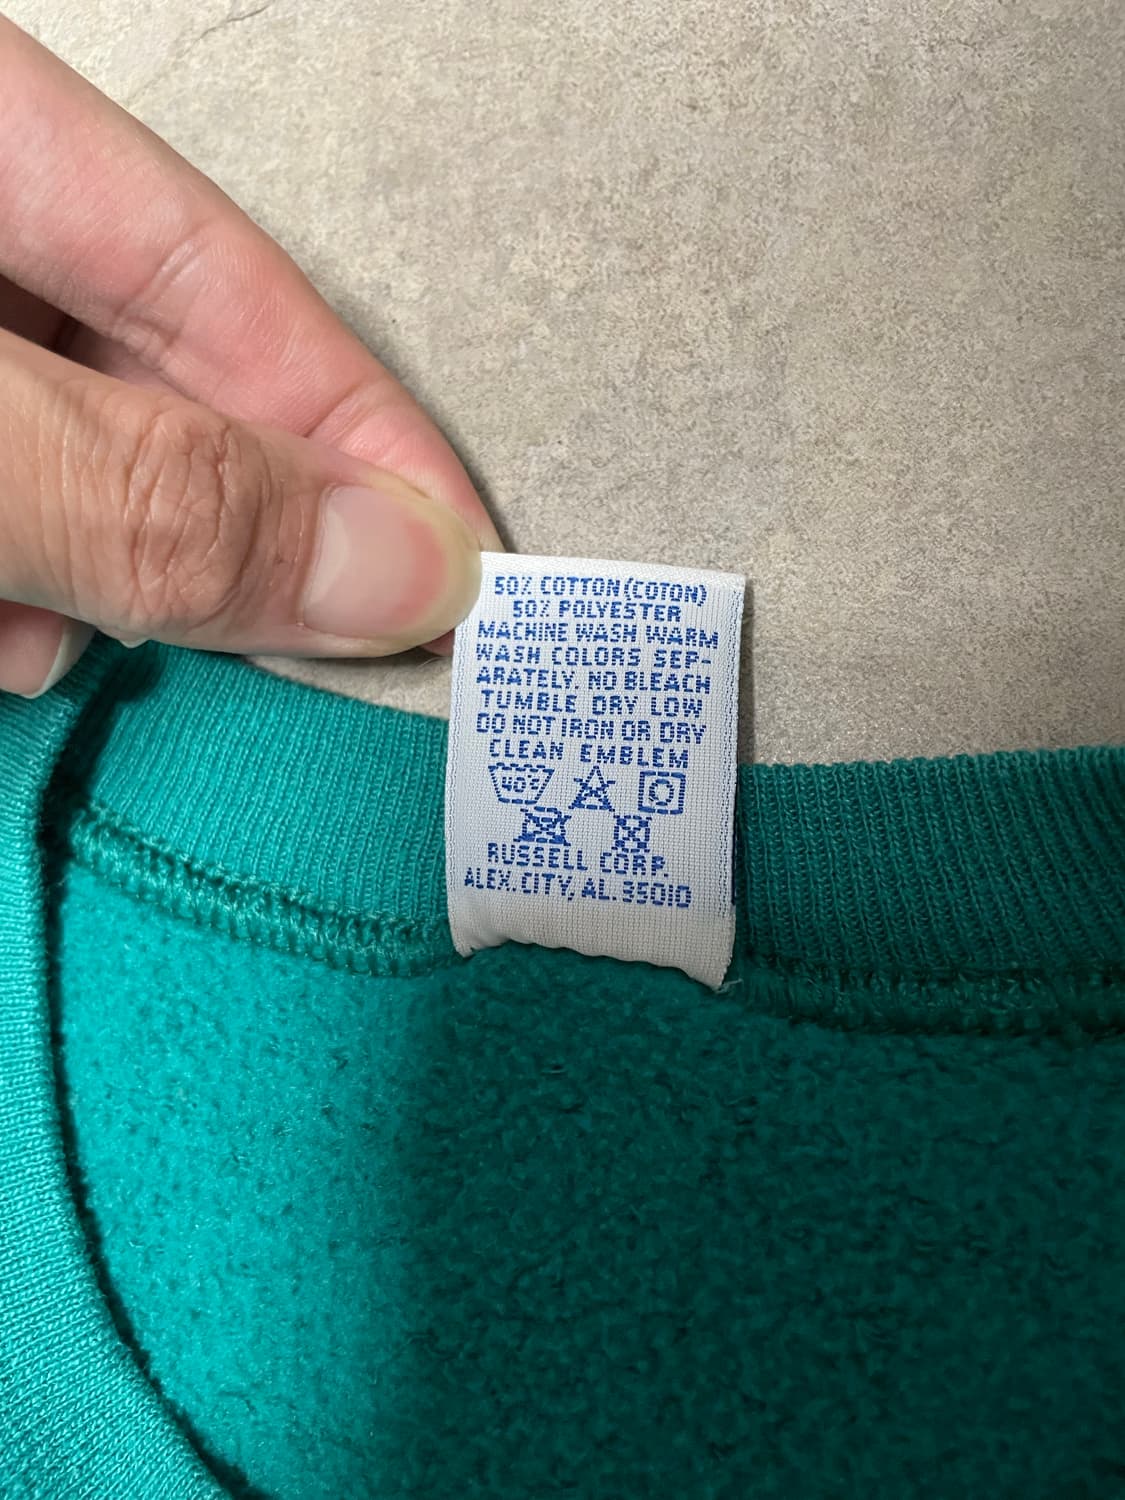 50% COTTON (COTON)
50% POLYESTER
MACHINE WASH WARM
WASH COLORS SEP-
ARATELY. NO BLEACH
TUMBLE DRY LOW
DO NOT IRON OR DRY
CLEAN EMBLEM
40°C
RUSSELL CORP.
ALEX. CITY, AL. 35010